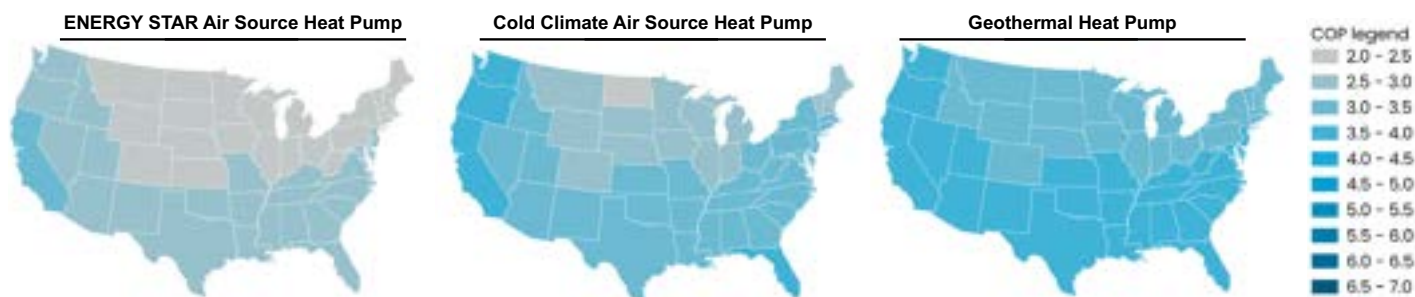 ENERGY STAR Air Source Heat Pump
Cold Climate Air Source Heat Pump
Geothermal Heat Pump
COP legend
2.0 - 2.5
2.5 - 3.0
3.0 - 3.5
3.5 - 4.0
4.0 - 4.5
4.5 - 5.0
5.0 - 5.5
5.5 - 6.0
6.0 - 6.5
6.5 - 7.0